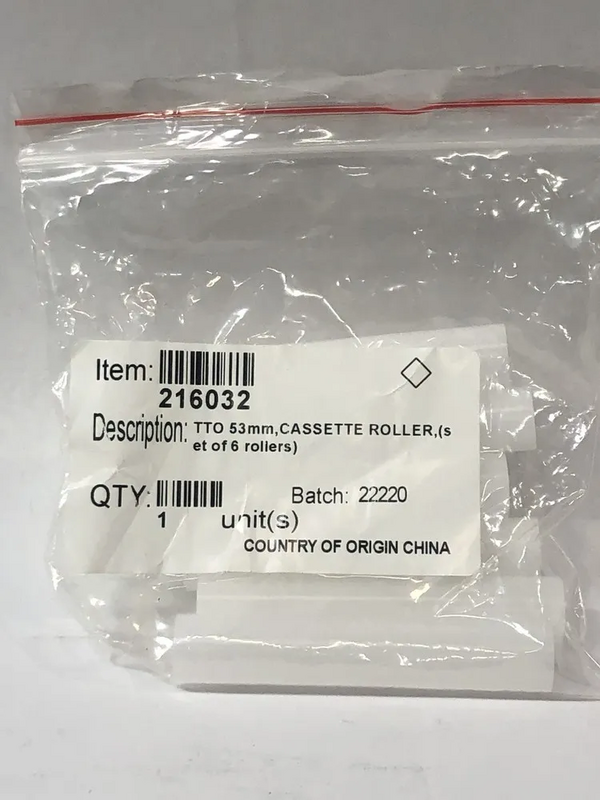 Item:
216032
Description: TTO 53mm,CASSETTE ROLLER,(s
et of 6 rollers)
QTY: Batch: 22220
1 unit(s)
COUNTRY OF ORIGIN CHINA